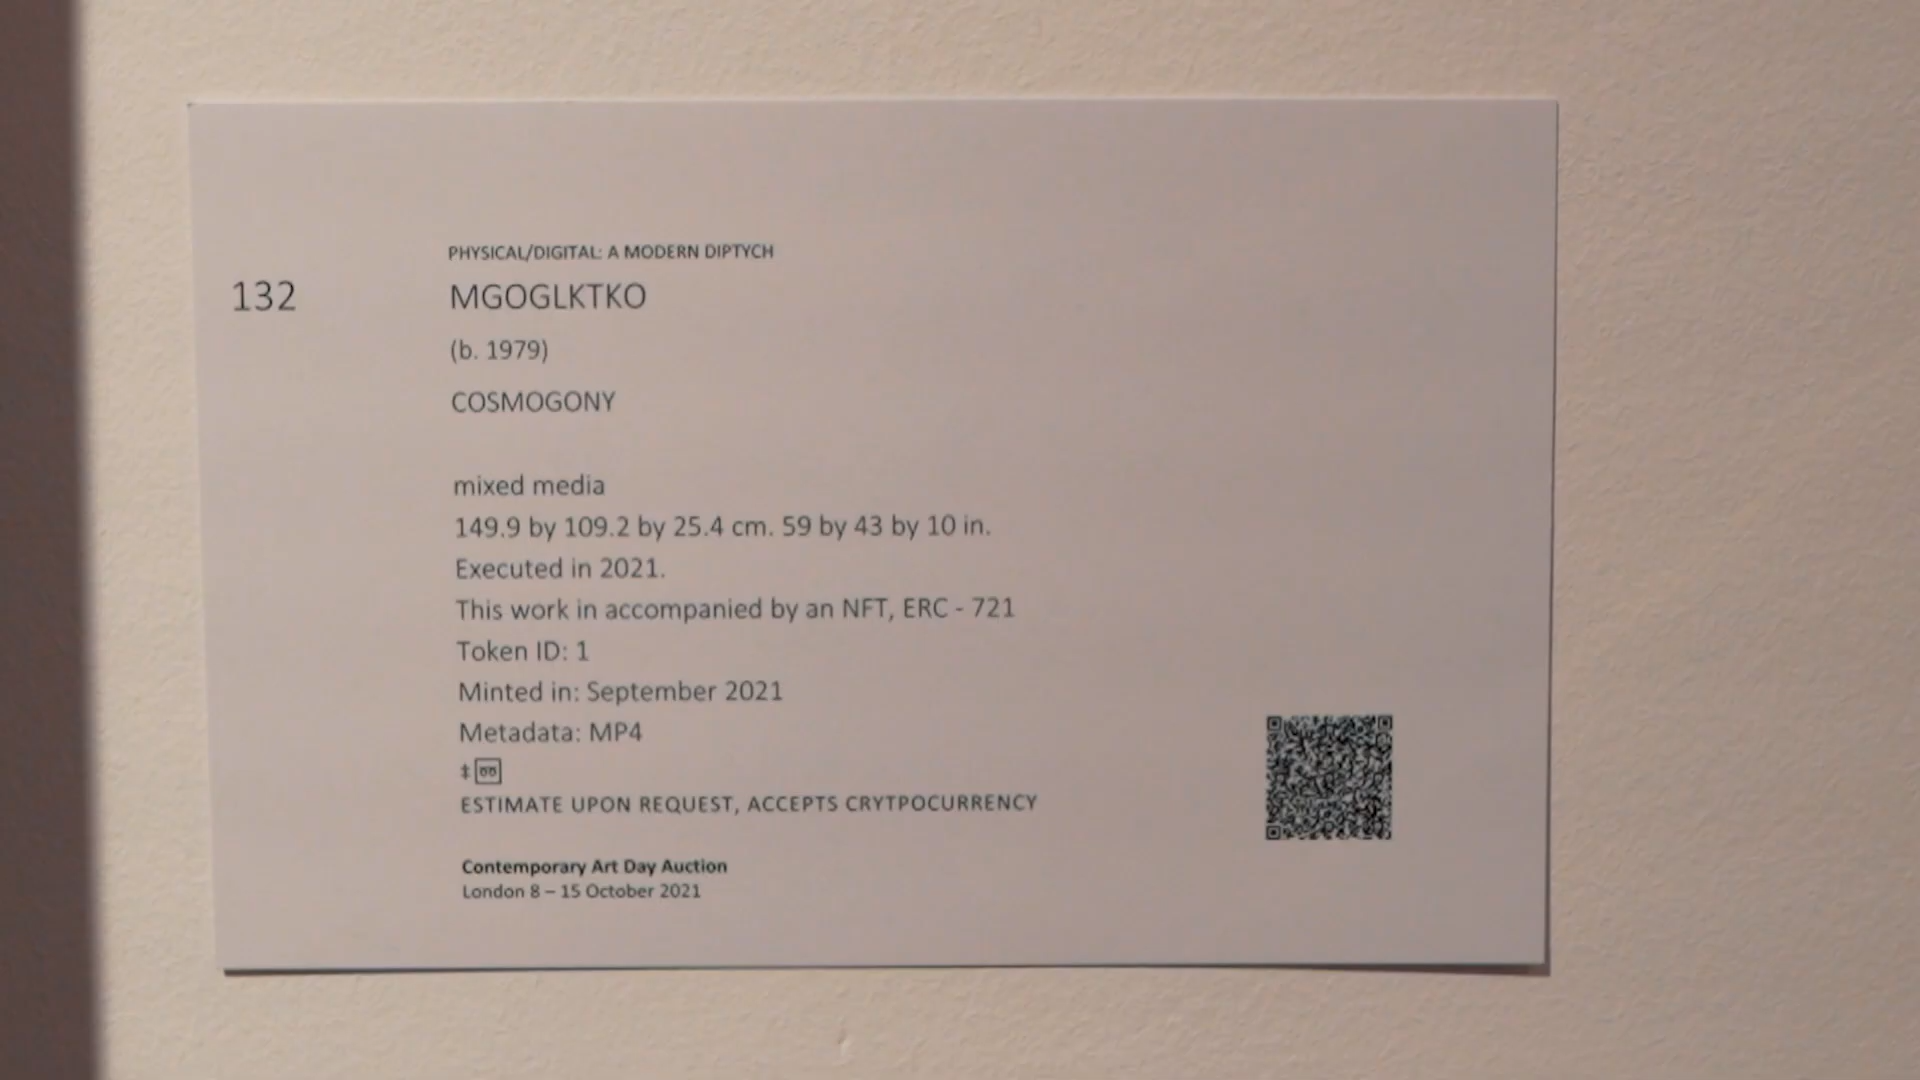 PHYSICAL/DIGITAL: A MODERN DIPTYCH
132 MGOGLKTKO
(b. 1979)
COSMOGONY
mixed media
149.9 by 109.2 by 25.4 cm. 59 by 43 by 10 in.
Executed in 2021.
This work in accompanied by an NFT, ERC - 721
Token ID: 1
Minted in: September 2021
Metadata: MP4
‡
ESTIMATE UPON REQUEST, ACCEPTS CRYTPOCURRENCY
Contemporary Art Day Auction
London 8 – 15 October 2021